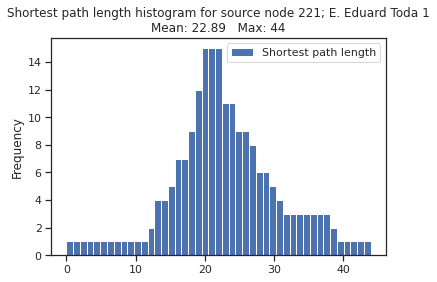 Shortest path length histogram for source node 221; E. Eduard Toda 1
Mean: 22.89   Max: 44
Shortest path length
Frequency
14
12
10
8
6
4
2
0
0 10 20 30 40